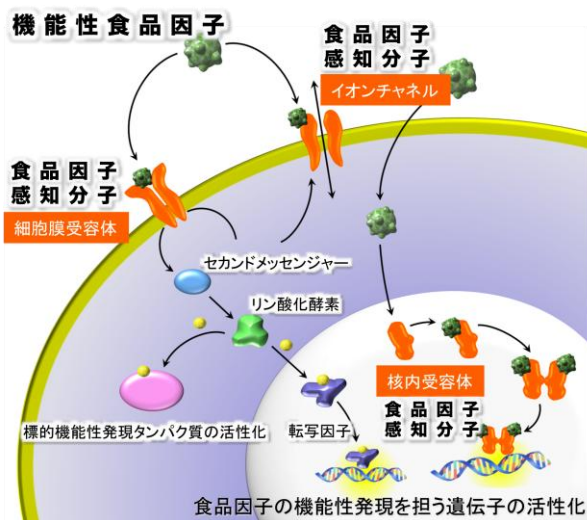 機能性食品因子
食品因子
感知分子
イオンチャネル
食品因子
感知分子
細胞膜受容体
セカンドメッセンジャー
リン酸化酵素
標的機能性発現タンパク質の活性化
転写因子
核内受容体
食品因子
感知分子
食品因子の機能性発現を担う遺伝子の活性化